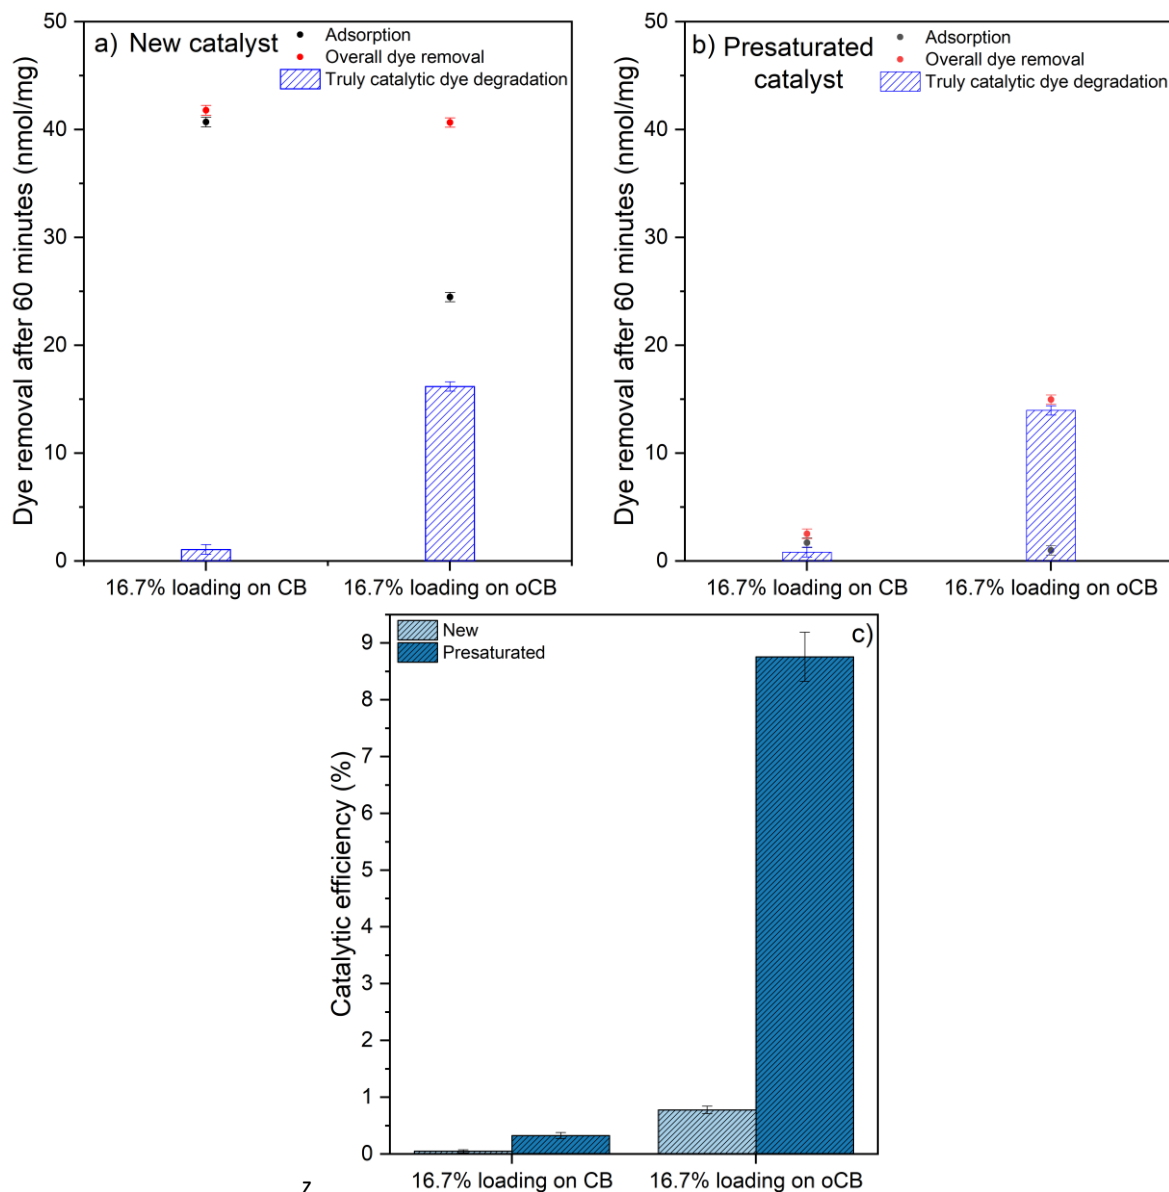 a) New catalyst
Adsorption
Overall dye removal
Truly catalytic dye degradation
Dye removal after 60 minutes (nmol/mg)
50
40
30
20
10
0
16.7% loading on CB
16.7% loading on oCB
b) Presaturated
catalyst
Adsorption
Overall dye removal
Truly catalytic dye degradation
Dye removal after 60 minutes (nmol/mg)
50
40
30
20
10
0
16.7% loading on CB
16.7% loading on oCB
c)
New
Presaturated
Catalytic efficiency (%)
9
8
7
6
5
4
3
2
1
0
16.7% loading on CB
16.7% loading on oCB
z